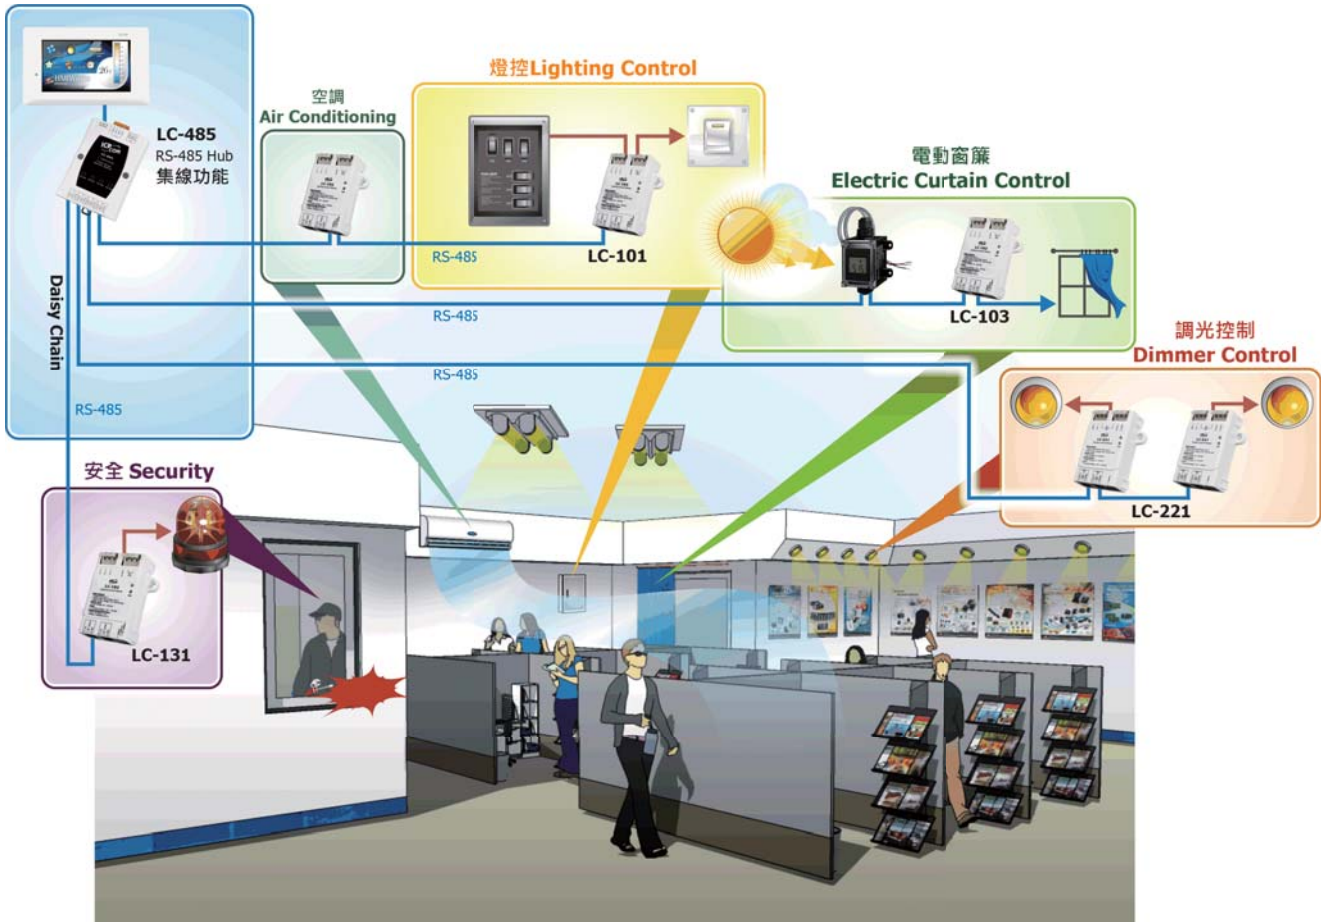 LC-485
RS-485 Hub
集線功能
空調
Air Conditioning
燈控Lighting Control
RS-485
LC-101
電動窗簾
Electric Curtain Control
RS-485
LC-103
調光控制
Dimmer Control
RS-485
LC-221
Daisy Chain
RS-485
安全 Security
LC-131